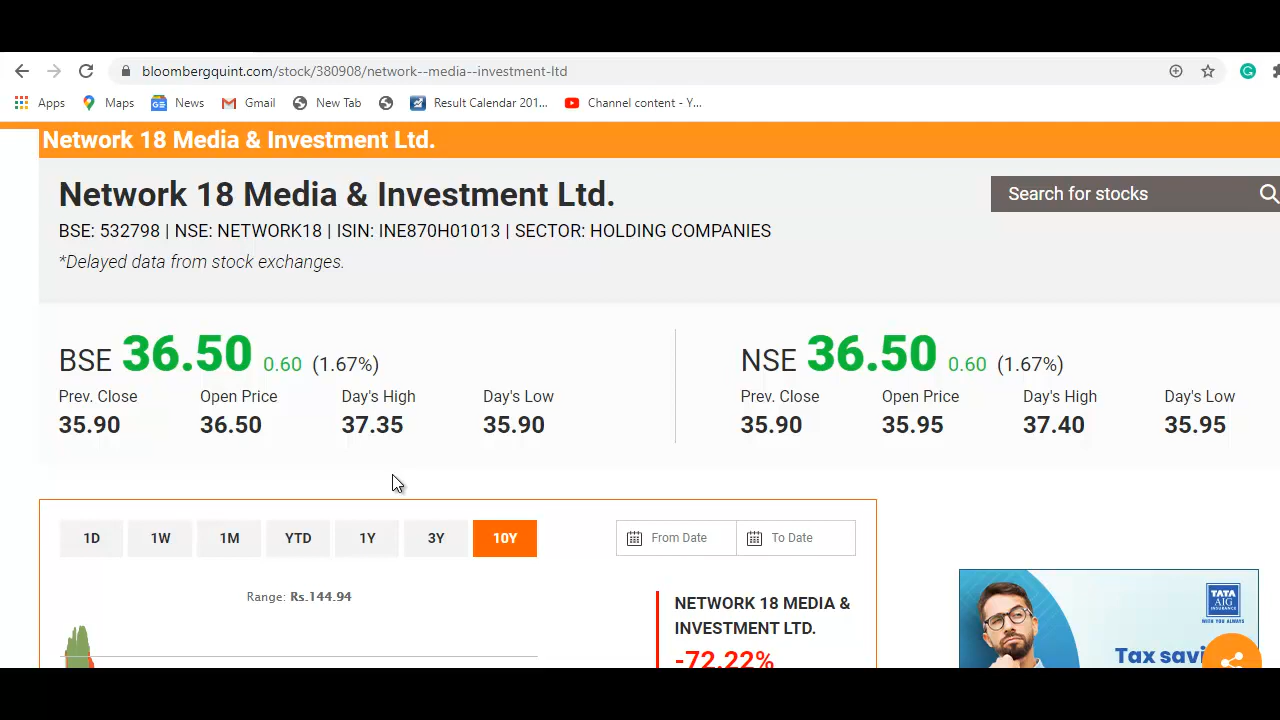 bloombergquint.com/stock/380908/network--media--investment-ltd
Apps Maps News Gmail New Tab Result Calendar 201... Channel content - Y...
Network 18 Media & Investment Ltd.
Network 18 Media & Investment Ltd.
Search for stocks
BSE: 532798 | NSE: NETWORK18 | ISIN: INE870H01013 | SECTOR: HOLDING COMPANIES
*Delayed data from stock exchanges.
BSE 36.50 0.60 (1.67%)
Prev. Close Open Price Day's High Day's Low
35.90 36.50 37.35 35.90
NSE 36.50 0.60 (1.67%)
Prev. Close Open Price Day's High Day's Low
35.90 35.95 37.40 35.95
1D 1W 1M YTD 1Y 3Y 10Y
From Date To Date
Range: Rs.144.94
NETWORK 18 MEDIA &
INVESTMENT LTD.
-72.22%
TATA
AIG
INSURANCE
WITH YOU ALWAYS
Tax savi